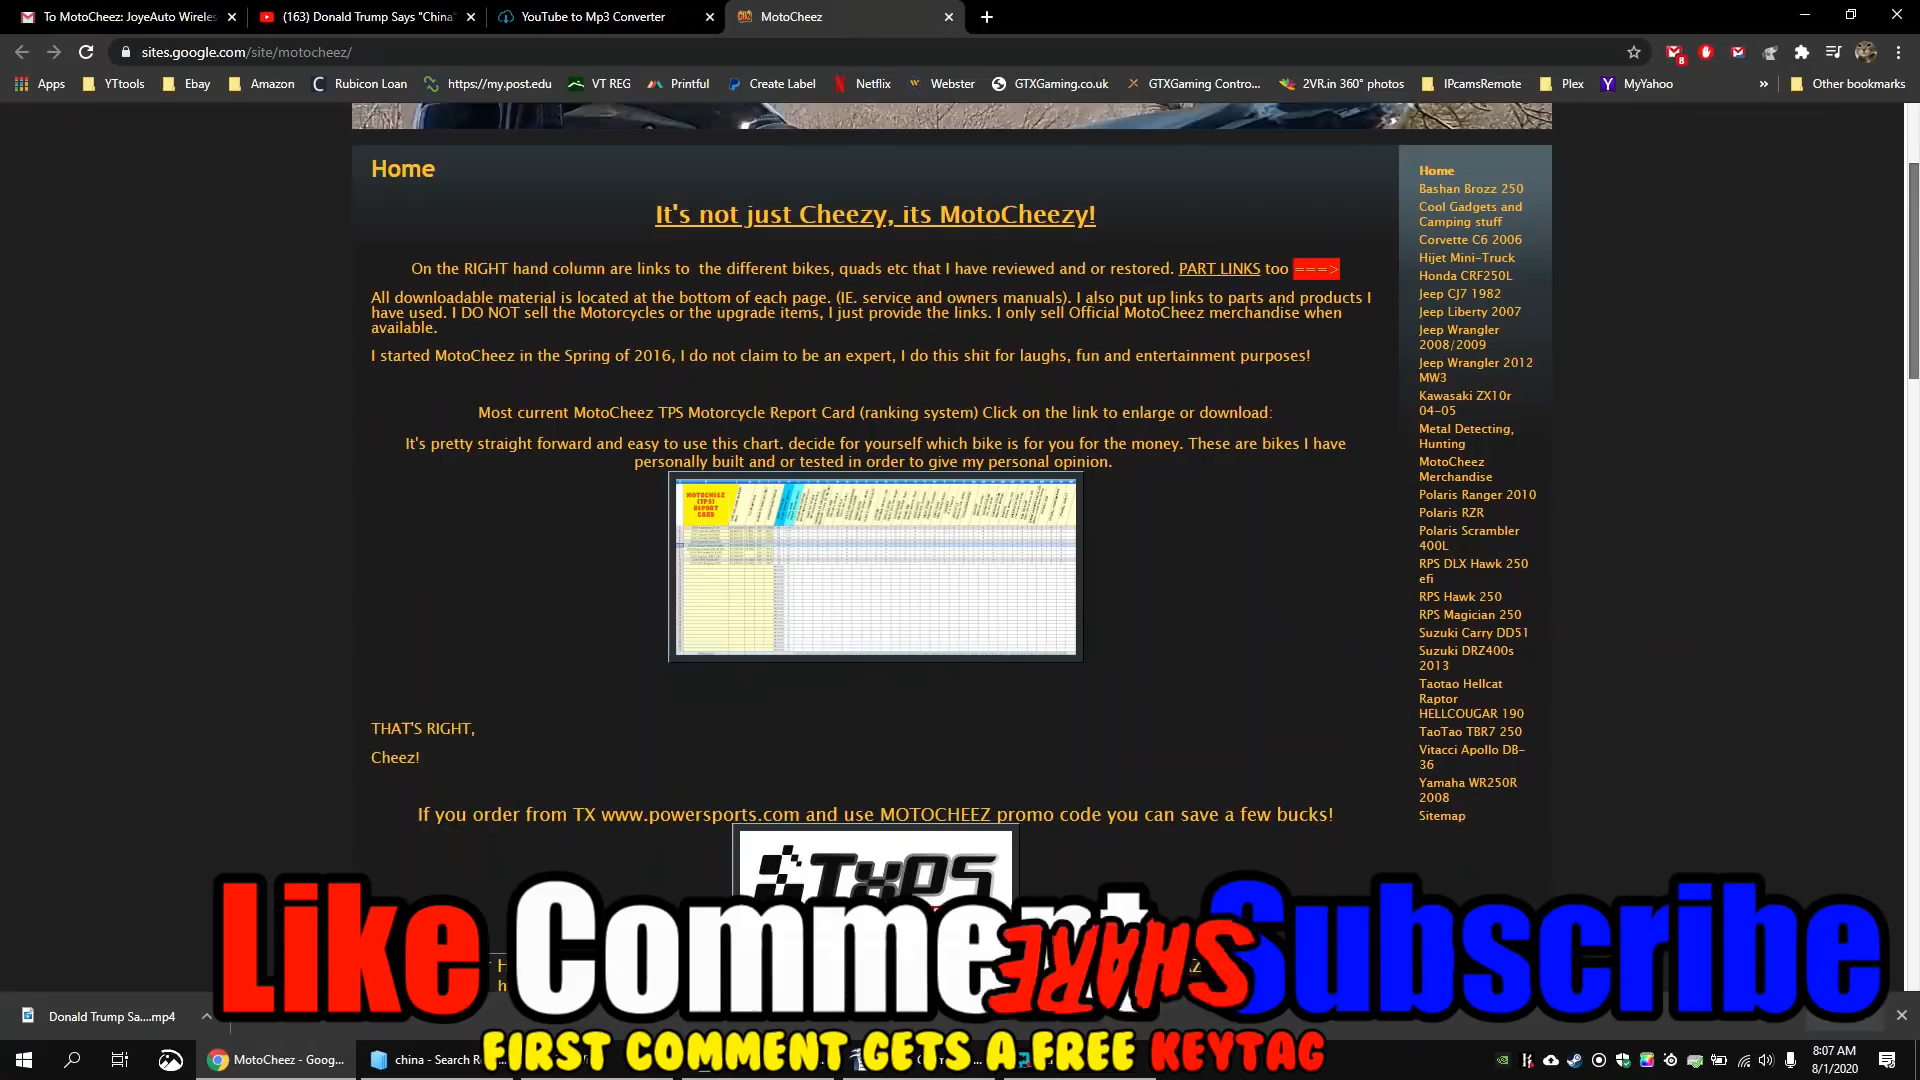 To MotoCheez: JoyeAuto Wireles
(163) Donald Trump Says "China"
YouTube to Mp3 Converter
MotoCheez
sites.google.com/site/motocheez/
8
Apps
YTtools
Ebay
Amazon
Rubicon Loan
https://my.post.edu
VT REG
Printful
Create Label
Netflix
Webster
GTXGaming.co.uk
GTXGaming Contro...
2VR.in 360° photos
IPcamsRemote
Plex
MyYahoo
»
Other bookmarks
Home
It's not just Cheezy, its MotoCheezy!
On the RIGHT hand column are links to the different bikes, quads etc that I have reviewed and or restored. PART LINKS too ===>
All downloadable material is located at the bottom of each page. (IE. service and owners manuals). I also put up links to parts and products I
have used. I DO NOT sell the Motorcycles or the upgrade items, I just provide the links. I only sell Official MotoCheez merchandise when
available.
I started MotoCheez in the Spring of 2016, I do not claim to be an expert, I do this shit for laughs, fun and entertainment purposes!
Most current MotoCheez TPS Motorcycle Report Card (ranking system) Click on the link to enlarge or download:
It's pretty straight forward and easy to use this chart. decide for yourself which bike is for you for the money. These are bikes I have
personally built and or tested in order to give my personal opinion.
MOTOCHEEZ
(TPS)
REPORT
CARD
THAT'S RIGHT,
Cheez!
If you order from TX www.powersports.com and use MOTOCHEEZ promo code you can save a few bucks!
TXPS
Home
Bashan Brozz 250
Cool Gadgets and
Camping stuff
Corvette C6 2006
Hijet Mini-Truck
Honda CRF250L
Jeep CJ7 1982
Jeep Liberty 2007
Jeep Wrangler
2008/2009
Jeep Wrangler 2012
MW3
Kawasaki ZX10r
04-05
Metal Detecting,
Hunting
MotoCheez
Merchandise
Polaris Ranger 2010
Polaris RZR
Polaris Scrambler
400L
RPS DLX Hawk 250
efi
RPS Hawk 250
RPS Magician 250
Suzuki Carry DD51
Suzuki DRZ400s
2013
Taotao Hellcat
Raptor
HELLCOUGAR 190
TaoTao TBR7 250
Vitacci Apollo DB-
36
Yamaha WR250R
2008
Sitemap
Like Comment Subscribe
SHARE
FIRST COMMENT GETS A FREE KEYTAG
Donald Trump Sa....mp4
MotoCheez - Goog...
china - Search R
8:07 AM
8/1/2020